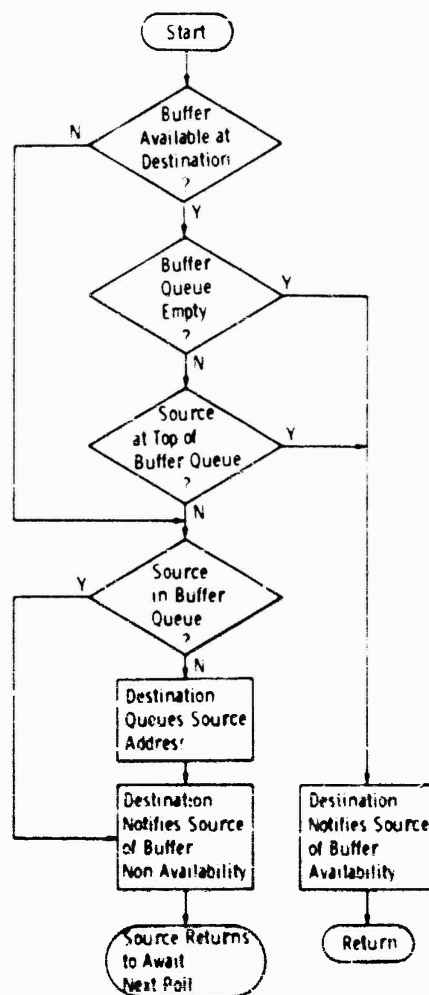 Start
Buffer
Available at
Destination
?
N
Y
Buffer
Queue
Empty
?
Y
N
Source
at Top of
Buffer Queue
?
Y
N
Source
in Buffer
Queue
?
Y
N
Destination
Queues Source
Address
Destination
Notifies Source
of Buffer
Non Availability
Destination
Notifies Source
of Buffer
Availability
Source Returns
to Await
Next Poll
Return